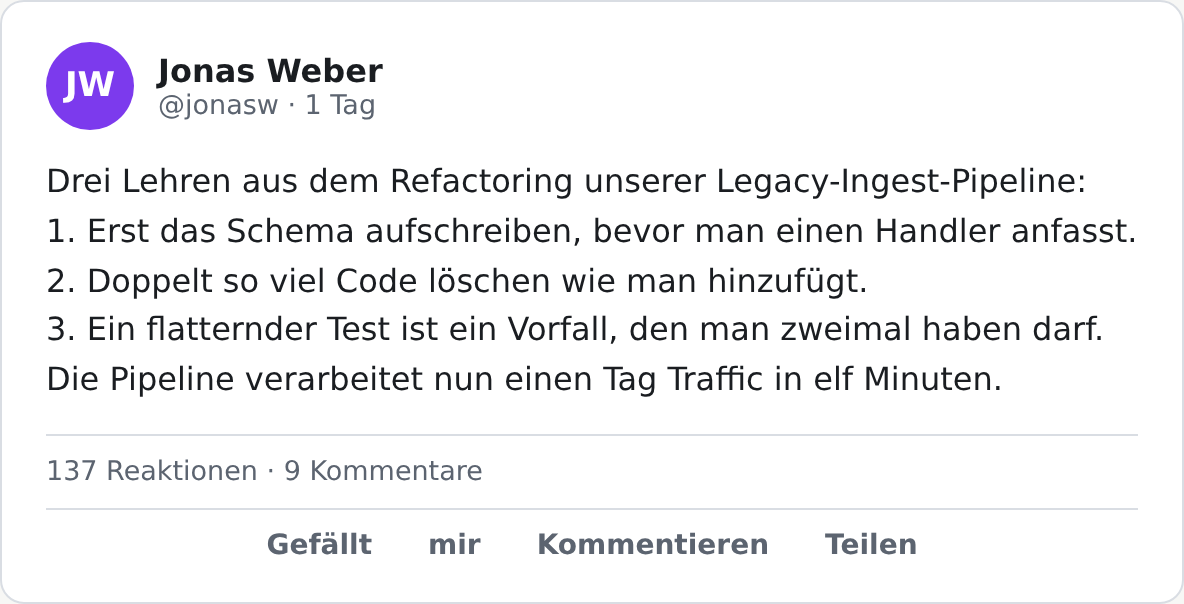 JW
Jonas Weber
@jonasw · 1 Tag
Drei Lehren aus dem Refactoring unserer Legacy-Ingest-Pipeline:
1. Erst das Schema aufschreiben, bevor man einen Handler anfasst.
2. Doppelt so viel Code löschen wie man hinzufügt.
3. Ein flatternder Test ist ein Vorfall, den man zweimal haben darf.
Die Pipeline verarbeitet nun einen Tag Traffic in elf Minuten.
137 Reaktionen · 9 Kommentare
Gefällt mir Kommentieren Teilen